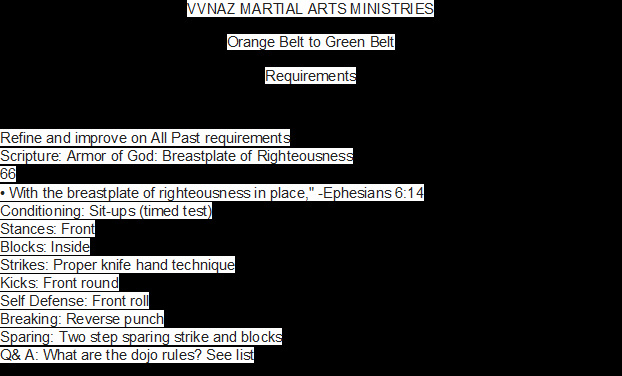 VVNAZ MARTIAL ARTS MINISTRIES
Orange Belt to Green Belt
Requirements
Refine and improve on All Past requirements
Scripture: Armor of God: Breastplate of Righteousness
66
• With the breastplate of righteousness in place," -Ephesians 6:14
Conditioning: Sit-ups (timed test)
Stances: Front
Blocks: Inside
Strikes: Proper knife hand technique
Kicks: Front round
Self Defense: Front roll
Breaking: Reverse punch
Sparing: Two step sparing strike and blocks
Q& A: What are the dojo rules? See list